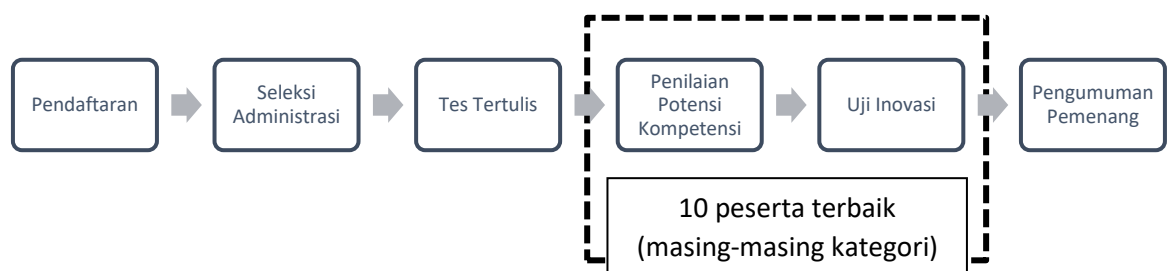 Pendaftaran
Seleksi
Administrasi
Tes Tertulis
Penilaian
Potensi
Kompetensi
Uji Inovasi
Pengumuman
Pemenang
10 peserta terbaik
(masing-masing kategori)